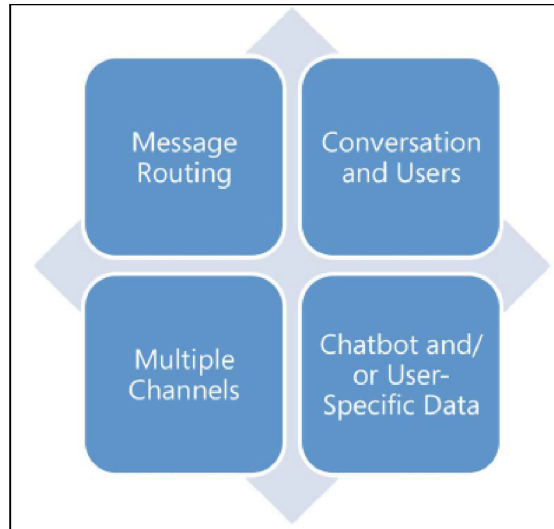 Message
Routing
Conversation
and Users
Multiple
Channels
Chatbot and/
or User-
Specific Data